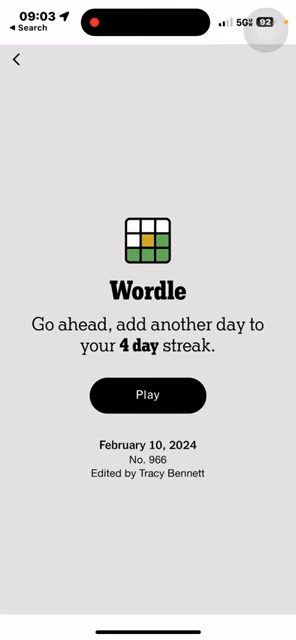 09:03
5G
92
◄ Search
Wordle
Go ahead, add another day to
your 4 day streak.
Play
February 10, 2024
No. 966
Edited by Tracy Bennett